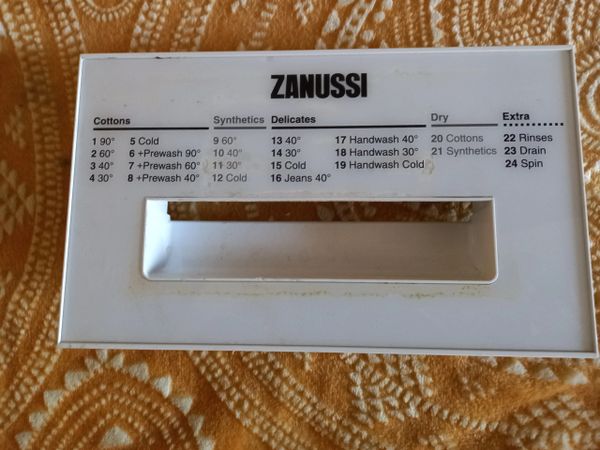 ZANUSSI
Cottons
1 90° 5 Cold
2 60° 6 +Prewash 90°
3 40° 7 +Prewash 60°
4 30° 8 +Prewash 40°
Synthetics
9 60°
10 40°
11 30°
12 Cold
Delicates
13 40° 17 Handwash 40°
14 30° 18 Handwash 30°
15 Cold 19 Handwash Cold
16 Jeans 40°
Dry
20 Cottons
21 Synthetics
Extra
22 Rinses
23 Drain
24 Spin